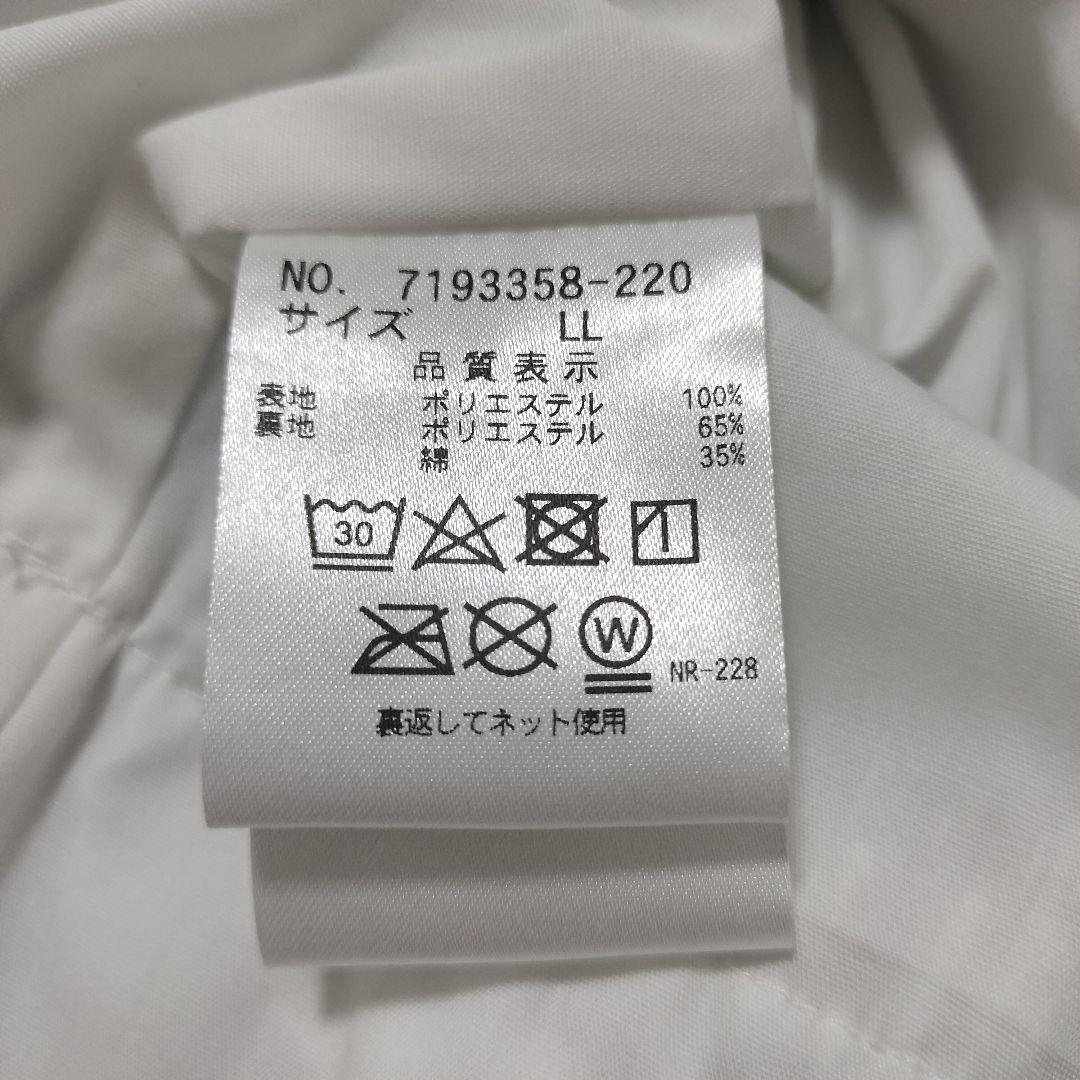 NO. 7193358-220
サイズ LL
品質表示
表地 ポリエステル 100%
裏地 ポリエステル 65%
綿 35%
30
W NR-228
裏返してネット使用